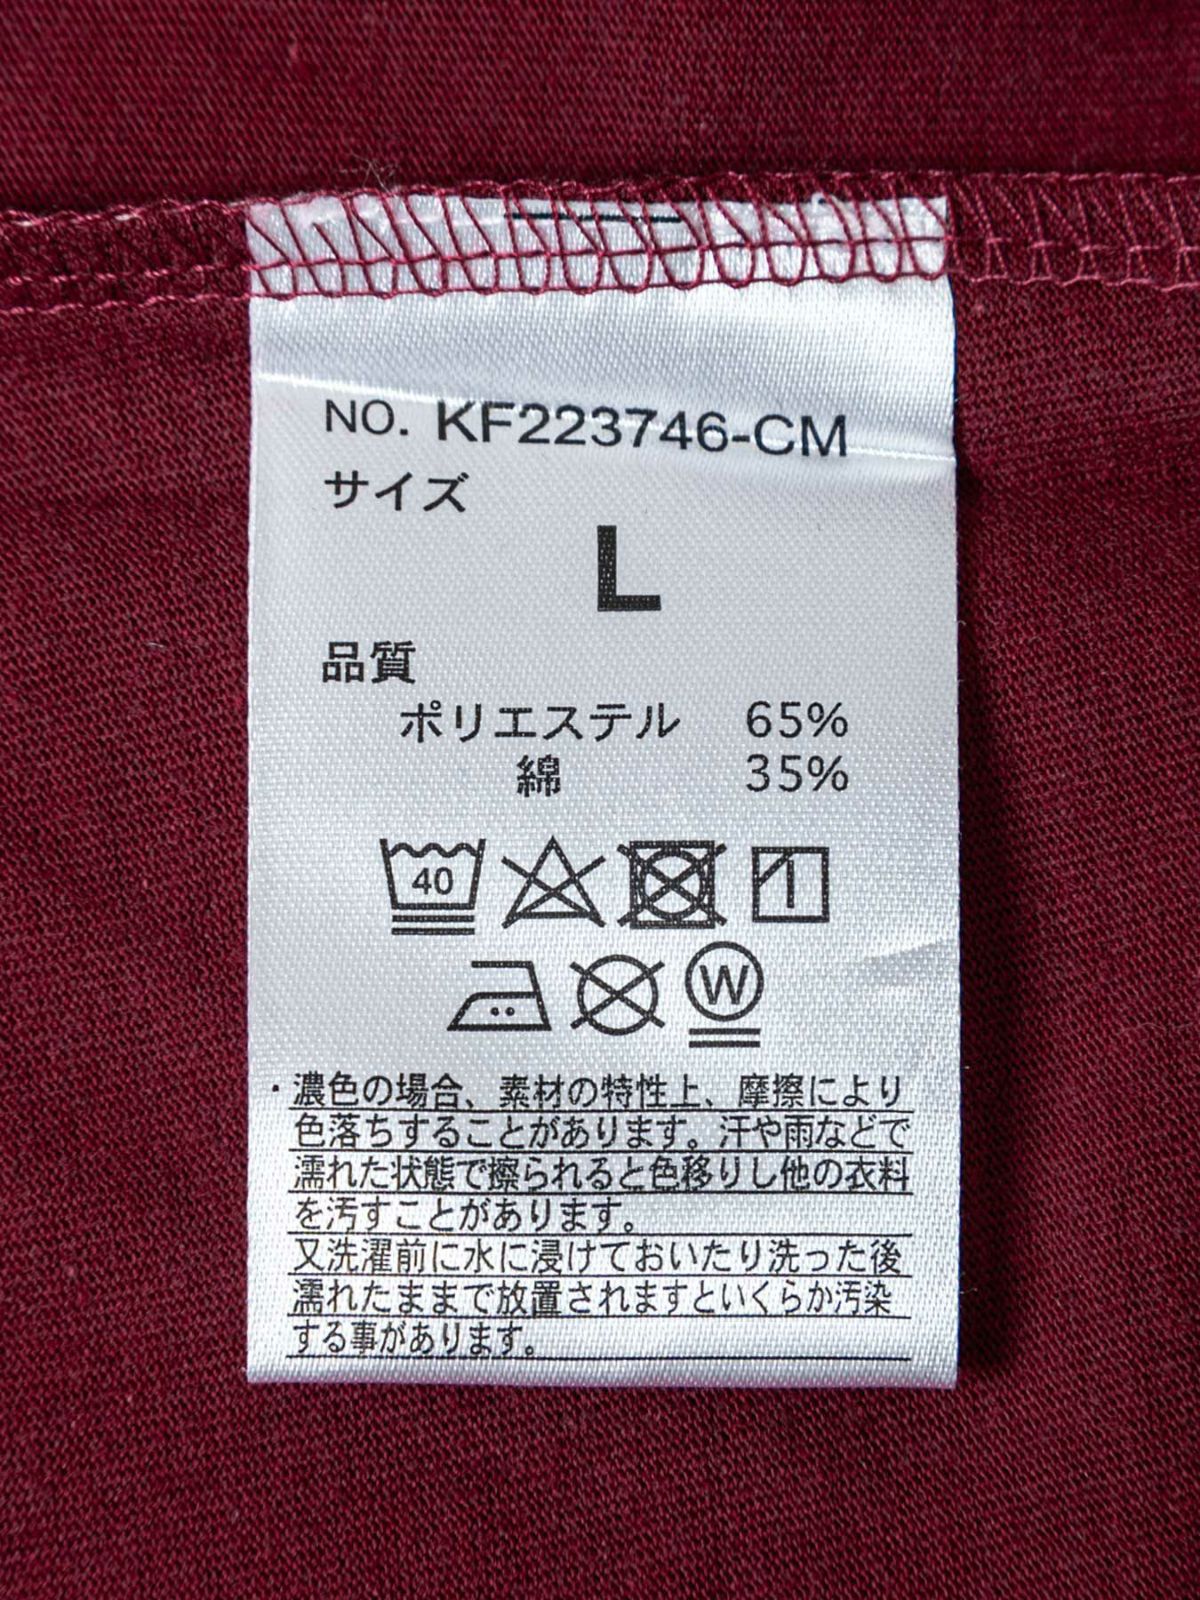 NO. KF223746-CM
サイズ
L
品質
ポリエステル 65%
綿 35%
40
W
・濃色の場合、素材の特性上、摩擦により
色落ちすることがあります。汗や雨などで
濡れた状態で擦られると色移りし他の衣料
を汚すことがあります。
又洗濯前に水に浸けておいたり洗った後
濡れたままで放置されますといくらか汚染
する事があります。